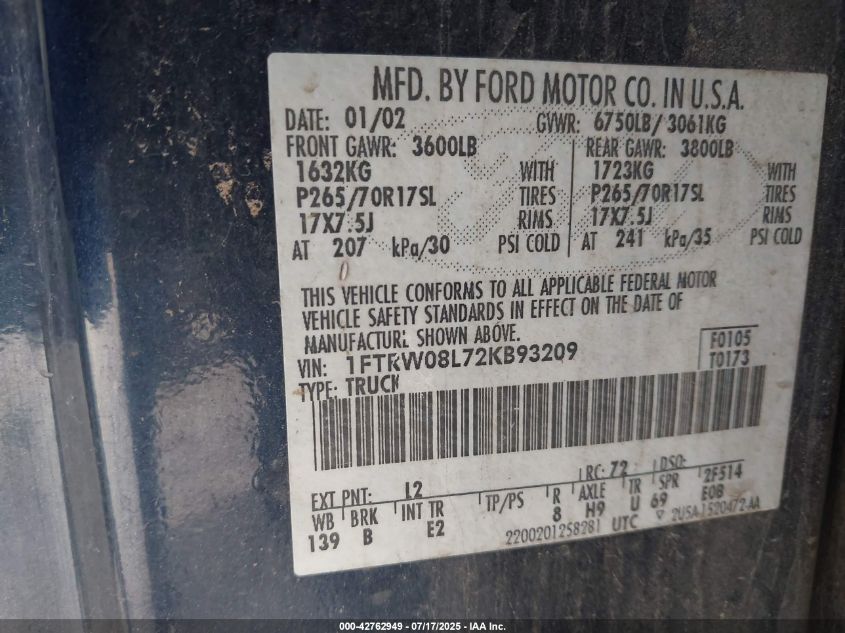 MFD. BY FORD MOTOR CO. IN U.S.A.
DATE: 01/02 GVWR: 6750LB/ 3061KG
FRONT GAWR: 3600LB REAR GAWR: 3800LB
1632KG WITH 1723KG WITH
P265/70R17SL TIRES P265/70R17SL TIRES
17X7.5J RIMS 17X7.5J RIMS
AT 207 kPa/30 PSI COLD AT 241 kPa/35 PSI COLD
THIS VEHICLE CONFORMS TO ALL APPLICABLE FEDERAL MOTOR
VEHICLE SAFETY STANDARDS IN EFFECT ON THE DATE OF
MANUFACTURE SHOWN ABOVE.
VIN: 1FTRW08L72KB93209 F0105
TYPE: TRUCK T0173
EXT PNT: L2 RC: 72 DSO:
WB BRK INT TR TP/PS R AXLE TR SPR 2F514
139 B E2 8 H9 U 69 E0B
2200201258281 UTC 2U5A-1520472-AA
000-42762949 - 07/17/2025 - IAA Inc.